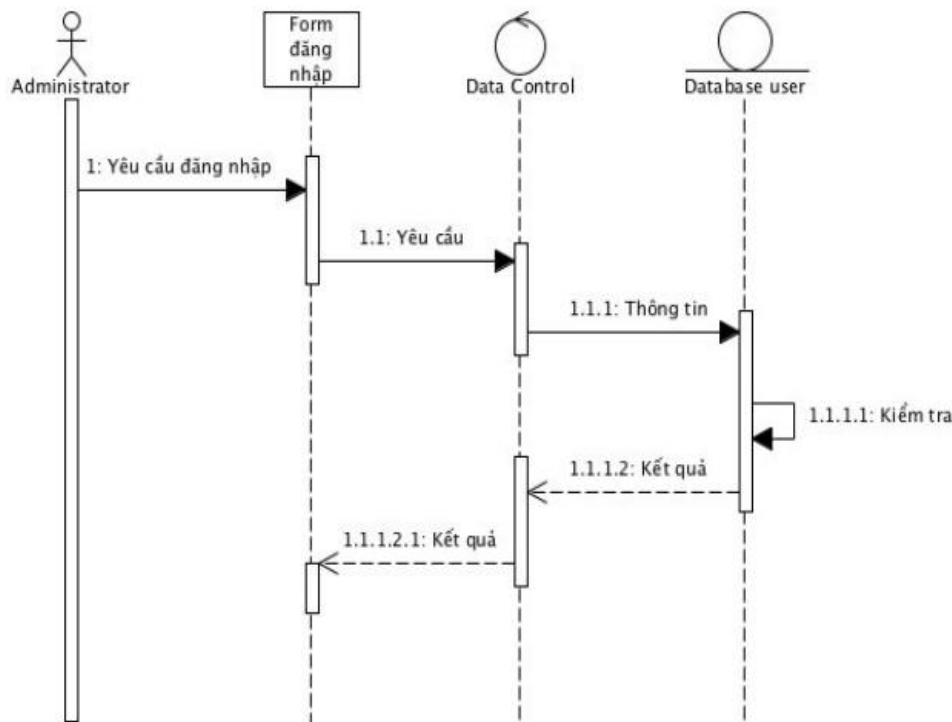 Form
đăng
nhập
Administrator
Data Control
Database user
1: Yêu cầu đăng nhập
1.1: Yêu cầu
1.1.1: Thông tin
1.1.1.1: Kiểm tra
1.1.1.2: Kết quả
1.1.1.2.1: Kết quả